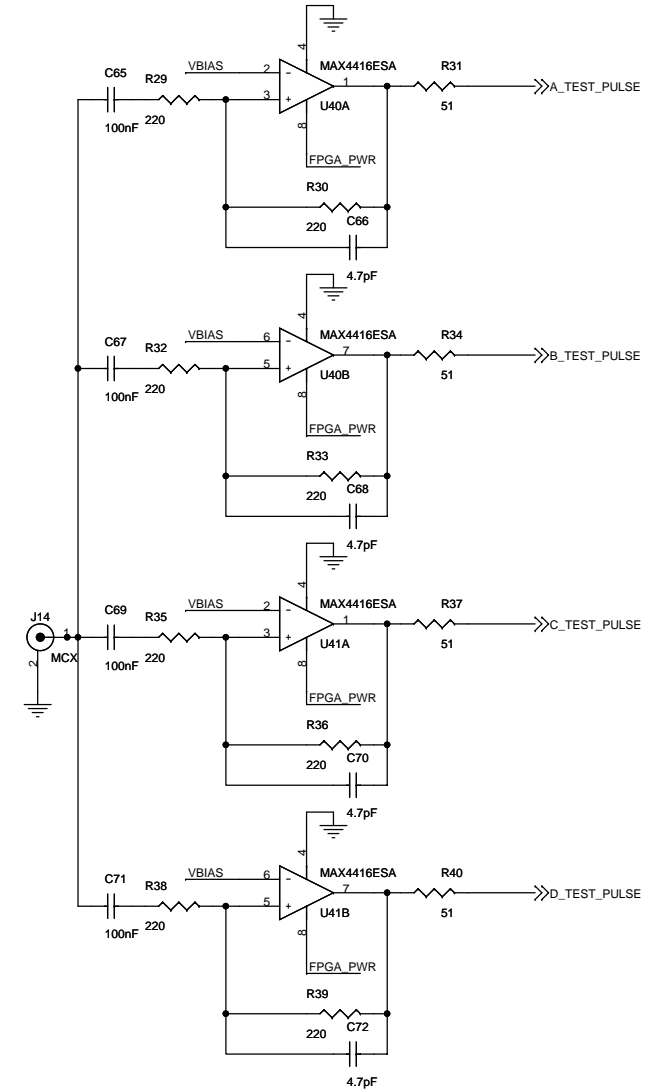 4
MAX4416ESA
C65
R29
VBIAS
2
−
1
R31
A_TEST_PULSE
3
+
U40A
100nF
220
8
51
FPGA_PWR
R30
220
C66
4.7pF
4
MAX4416ESA
C67
R32
VBIAS
6
−
7
R34
B_TEST_PULSE
5
+
U40B
100nF
220
8
51
FPGA_PWR
R33
220
C68
4.7pF
4
MAX4416ESA
J14
1
2
MCX
C69
R35
VBIAS
2
−
1
R37
C_TEST_PULSE
3
+
U41A
100nF
220
8
51
FPGA_PWR
R36
220
C70
4.7pF
4
MAX4416ESA
C71
R38
VBIAS
6
−
7
R40
D_TEST_PULSE
5
+
U41B
100nF
220
8
51
FPGA_PWR
R39
220
C72
4.7pF